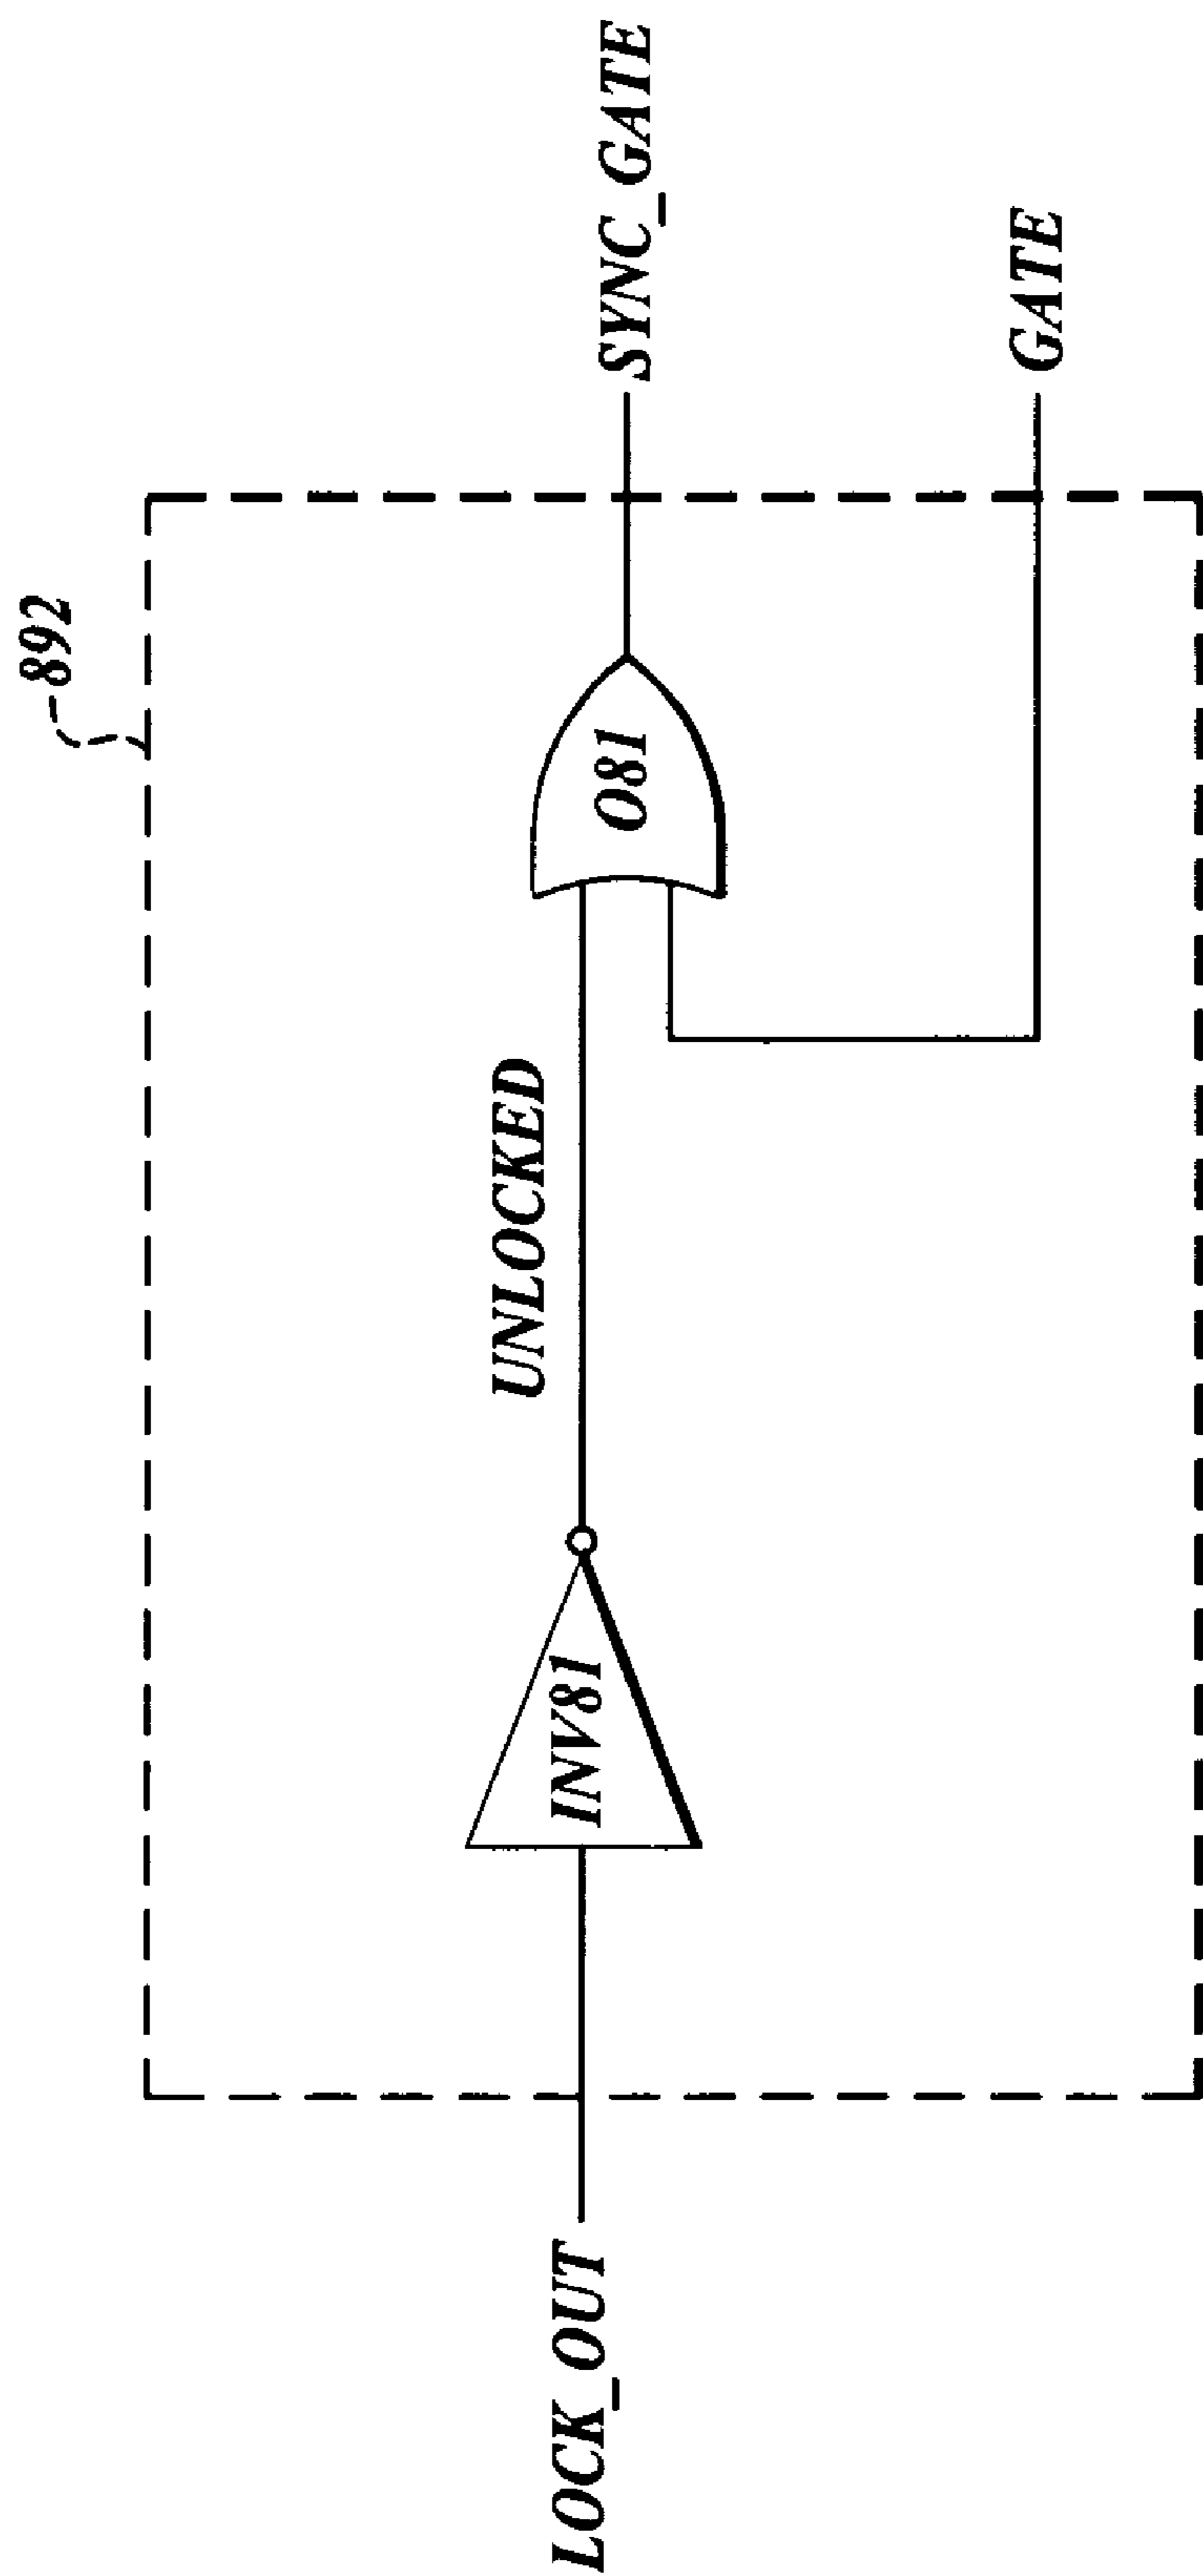 892
LOCK_OUT
INV81
UNLOCKED
O81
SYNC_GATE
GATE